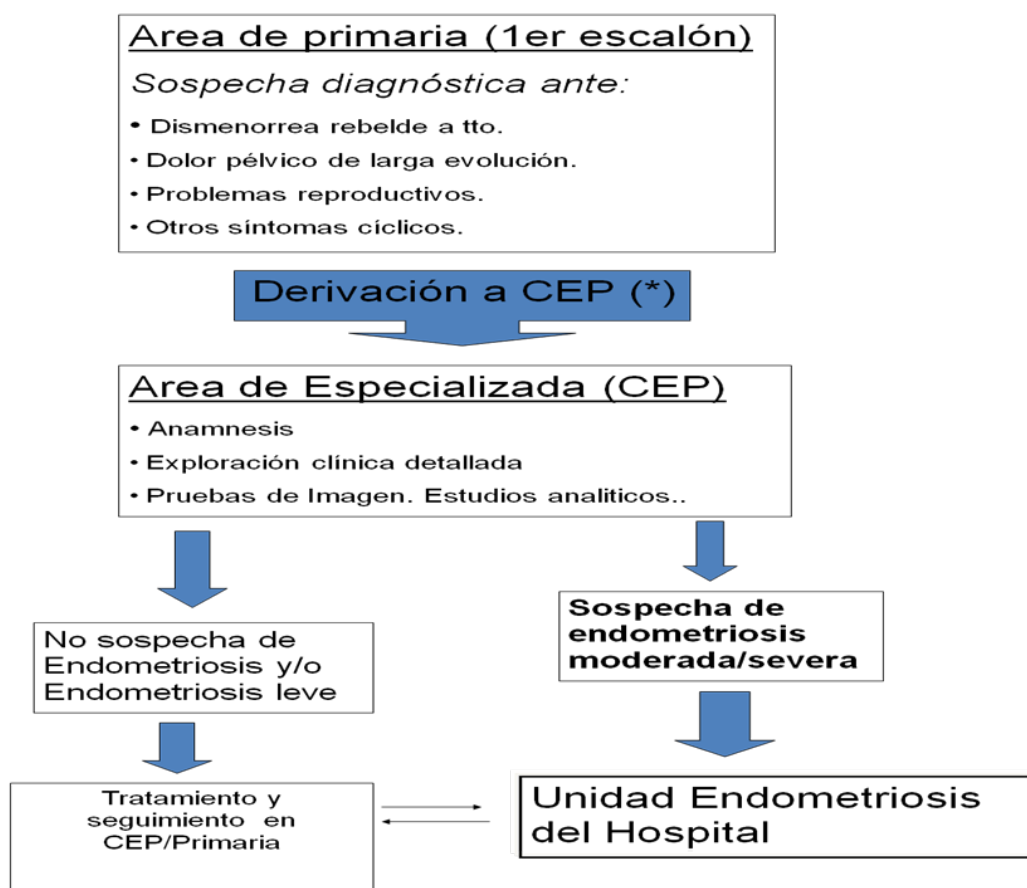 Area de primaria (1er escalón)
Sospecha diagnóstica ante:
• Dismenorrea rebelde a tto.
• Dolor pélvico de larga evolución.
• Problemas reproductivos.
• Otros síntomas cíclicos.
Derivación a CEP (*)
Area de Especializada (CEP)
• Anamnesis
• Exploración clínica detallada
• Pruebas de Imagen. Estudios analiticos..
No sospecha de
Endometriosis y/o
Endometriosis leve
Sospecha de
endometriosis
moderada/severa
Tratamiento y
seguimiento en
CEP/Primaria
Unidad Endometriosis
del Hospital